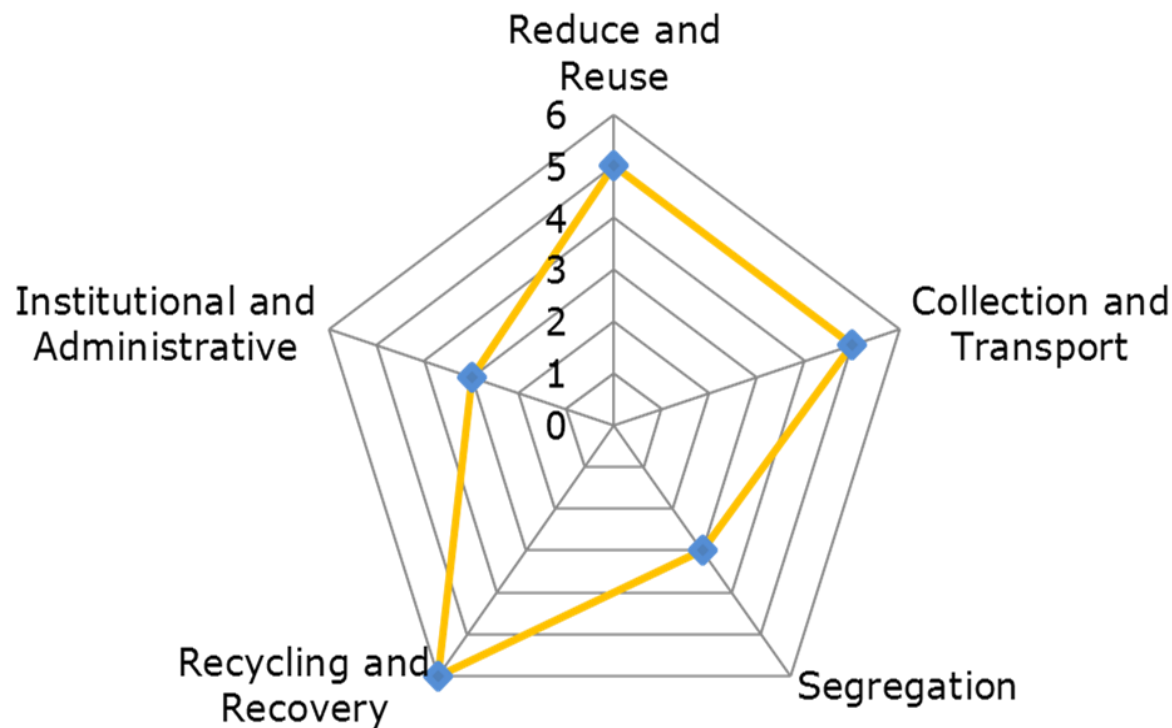 Reduce and
Reuse
6
5
4
3
2
1
0
Institutional and
Administrative
Collection and
Transport
Recycling and
Recovery
Segregation